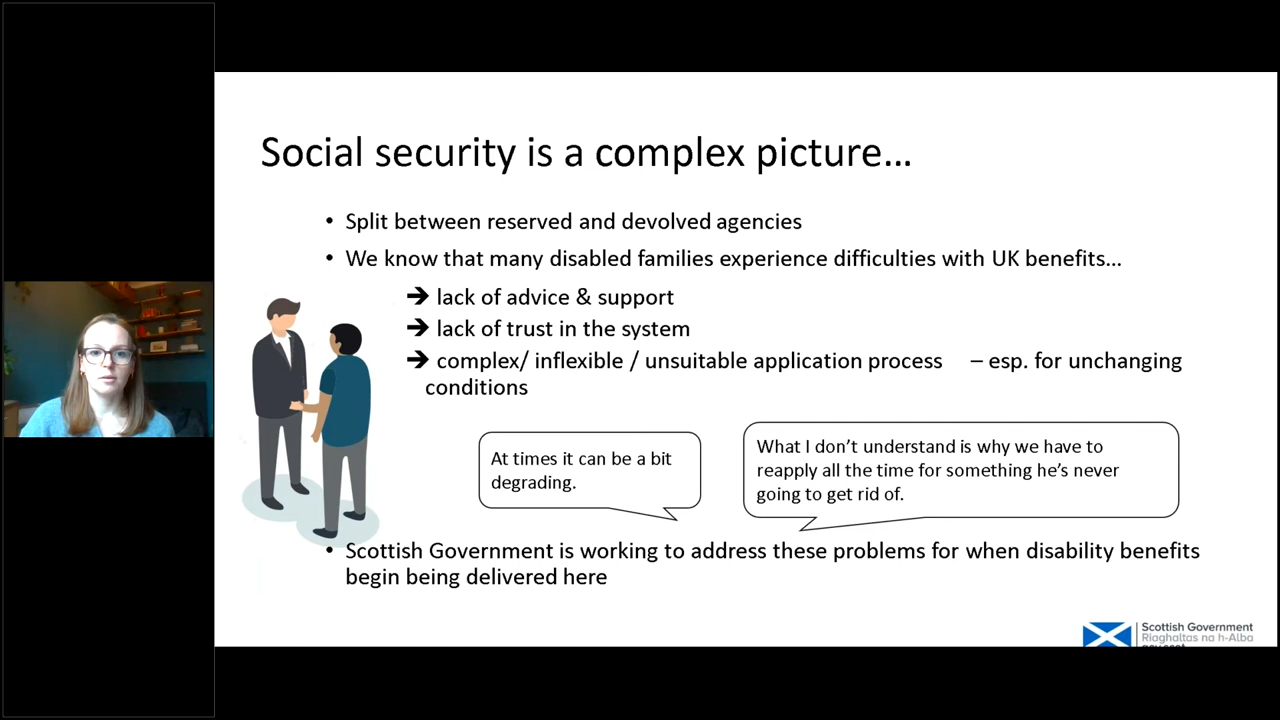 Social security is a complex picture…
• Split between reserved and devolved agencies
• We know that many disabled families experience difficulties with UK benefits…
➔ lack of advice & support
➔ lack of trust in the system
➔ complex/ inflexible / unsuitable application process – esp. for unchanging
conditions
At times it can be a bit
degrading.
What I don’t understand is why we have to
reapply all the time for something he’s never
going to get rid of.
• Scottish Government is working to address these problems for when disability benefits
begin being delivered here
Scottish Government
Riaghaltas na h-Alba